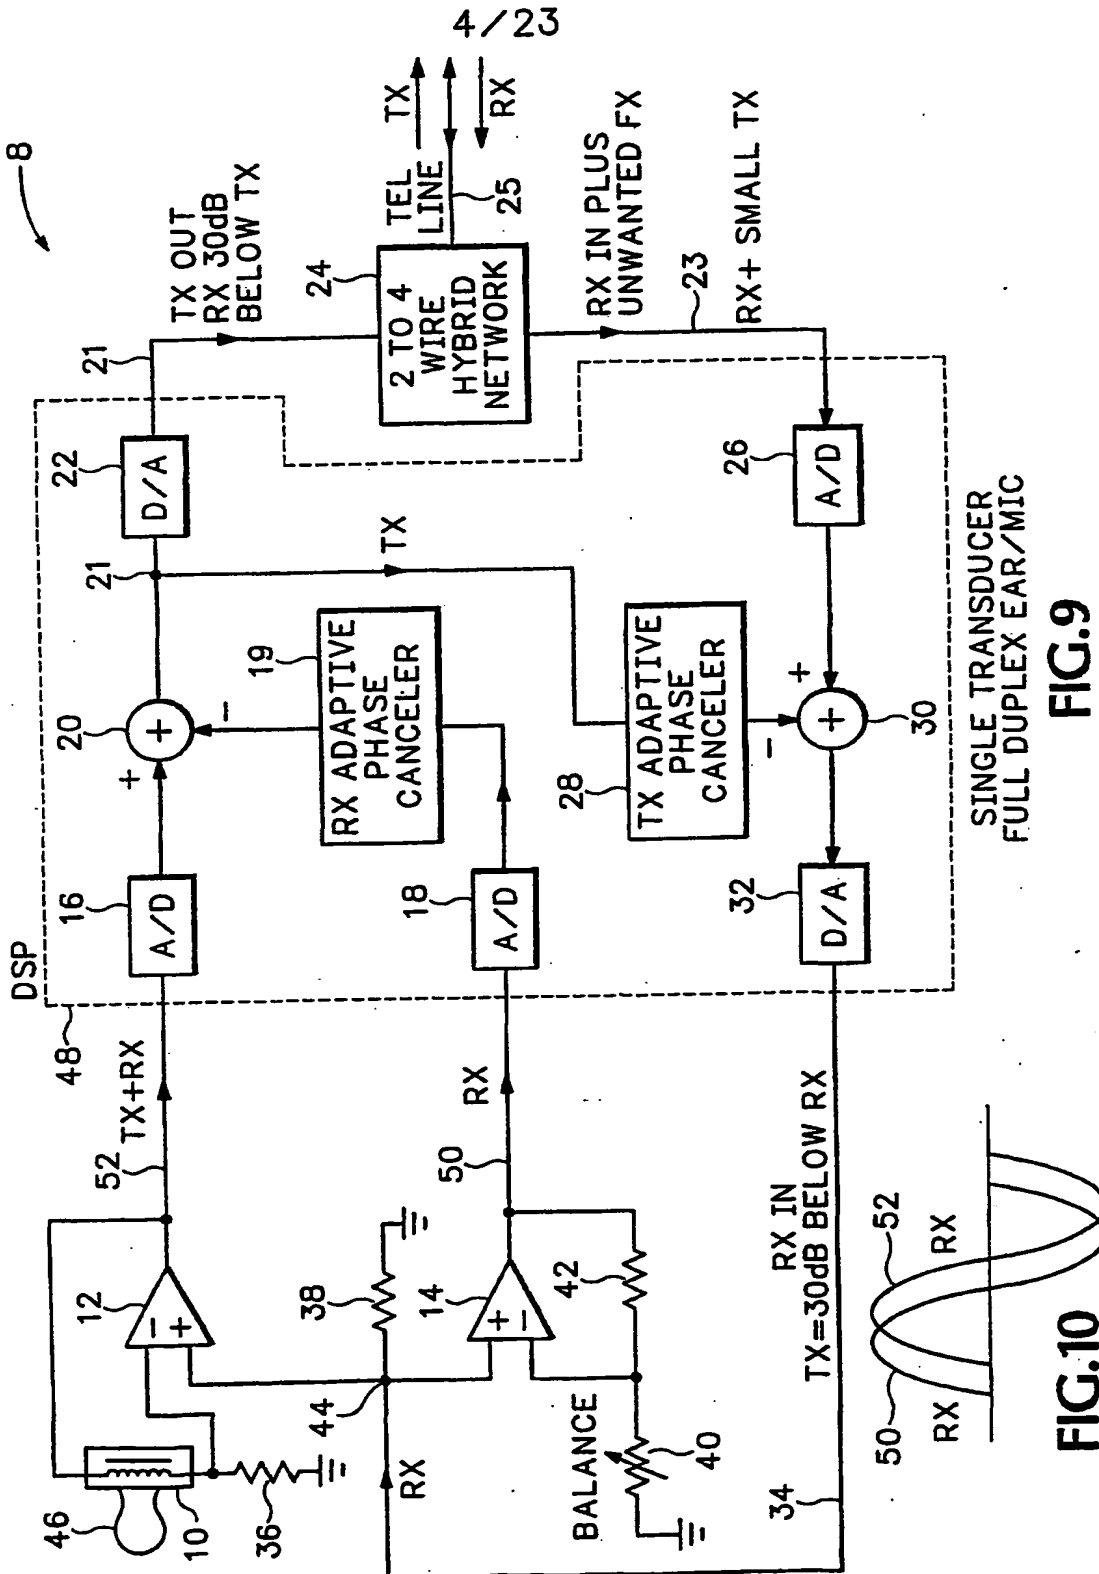 4/23
8
DSP
48
52
TX+RX
16
A/D
20
+
+
-
21
22
D/A
21
TX OUT
RX 30dB
BELOW TX
24
2 TO 4
WIRE
HYBRID
NETWORK
TEL
LINE
25
TX
RX
RX IN PLUS
UNWANTED FX
23
RX+ SMALL TX
46
10
36
12
-
+
38
44
RX
14
+
-
42
BALANCE
40
50
RX
18
A/D
19
RX ADAPTIVE
PHASE
CANCELER
TX
28
TX ADAPTIVE
PHASE
CANCELER
-
+
+
30
26
A/D
32
D/A
34
RX IN
TX=30dB BELOW RX
SINGLE TRANSDUCER
FULL DUPLEX EAR/MIC
FIG.9
50
RX
RX
52
FIG.10